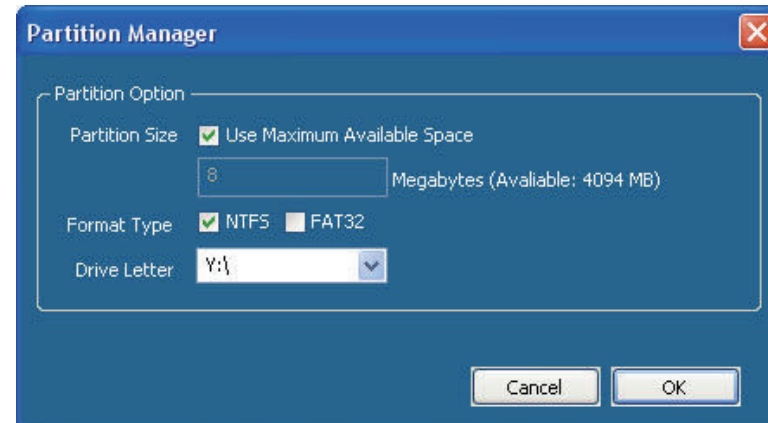 Partition Manager
Partition Option
Partition Size Use Maximum Available Space
8 Megabytes (Avaliable: 4094 MB)
Format Type NTFS FAT32
Drive Letter Y:\
Cancel OK